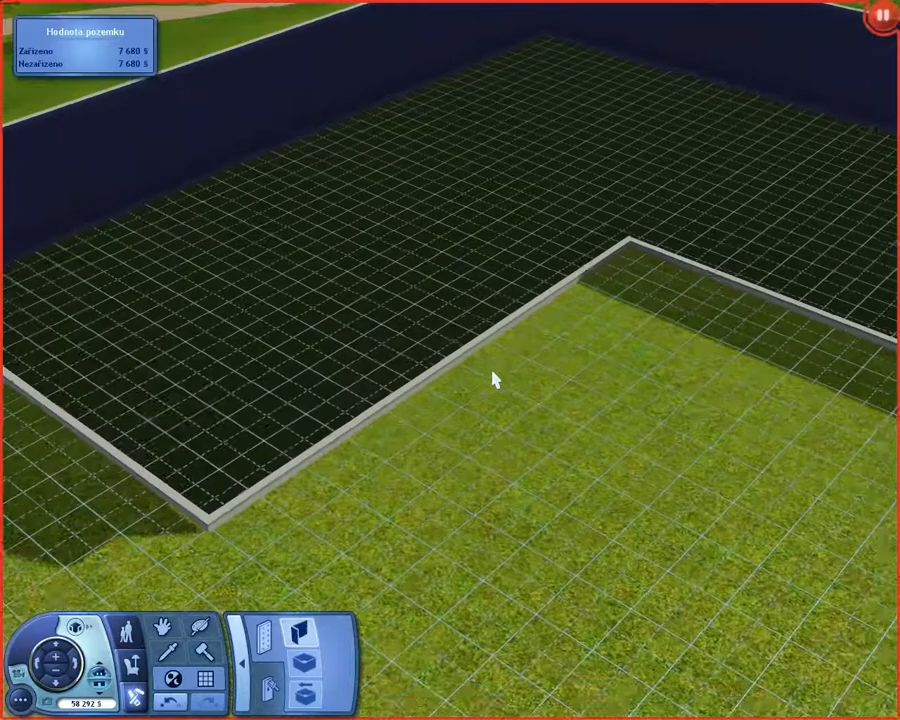 Hodnota pozemku
Zařízeno 7 680 $
Nezařízeno 7 680 $
58 292 $